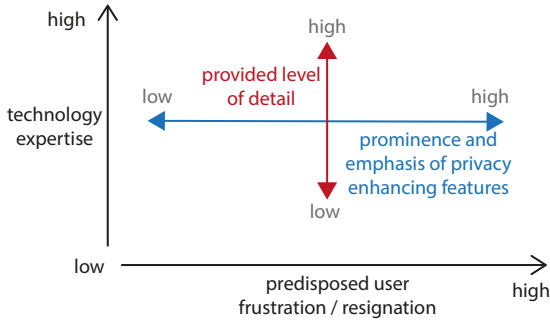 high
technology
expertise
low
high
provided level
of detail
low
high
prominence and
emphasis of privacy
enhancing features
low
predisposed user
frustration / resignation
high